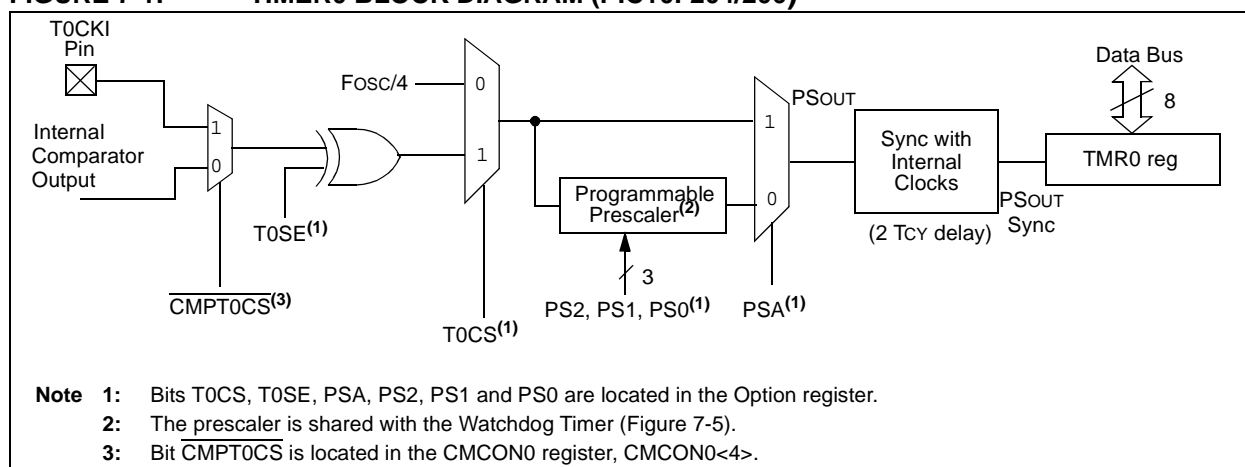 T0CKI
Pin
Internal
Comparator
Output
1
0
CMPT0CS(3)
T0SE(1)
FOSC/4
0
1
T0CS(1)
Programmable
Prescaler(2)
3
PS2, PS1, PS0(1)
1
0
PSA(1)
PSOUT
Sync with
Internal
Clocks
(2 TCY delay)
PSOUT
Sync
Data Bus
8
TMR0 reg
Note 1: Bits T0CS, T0SE, PSA, PS2, PS1 and PS0 are located in the Option register.
2: The prescaler is shared with the Watchdog Timer (Figure 7-5).
3: Bit CMPT0CS is located in the CMCON0 register, CMCON0<4>.